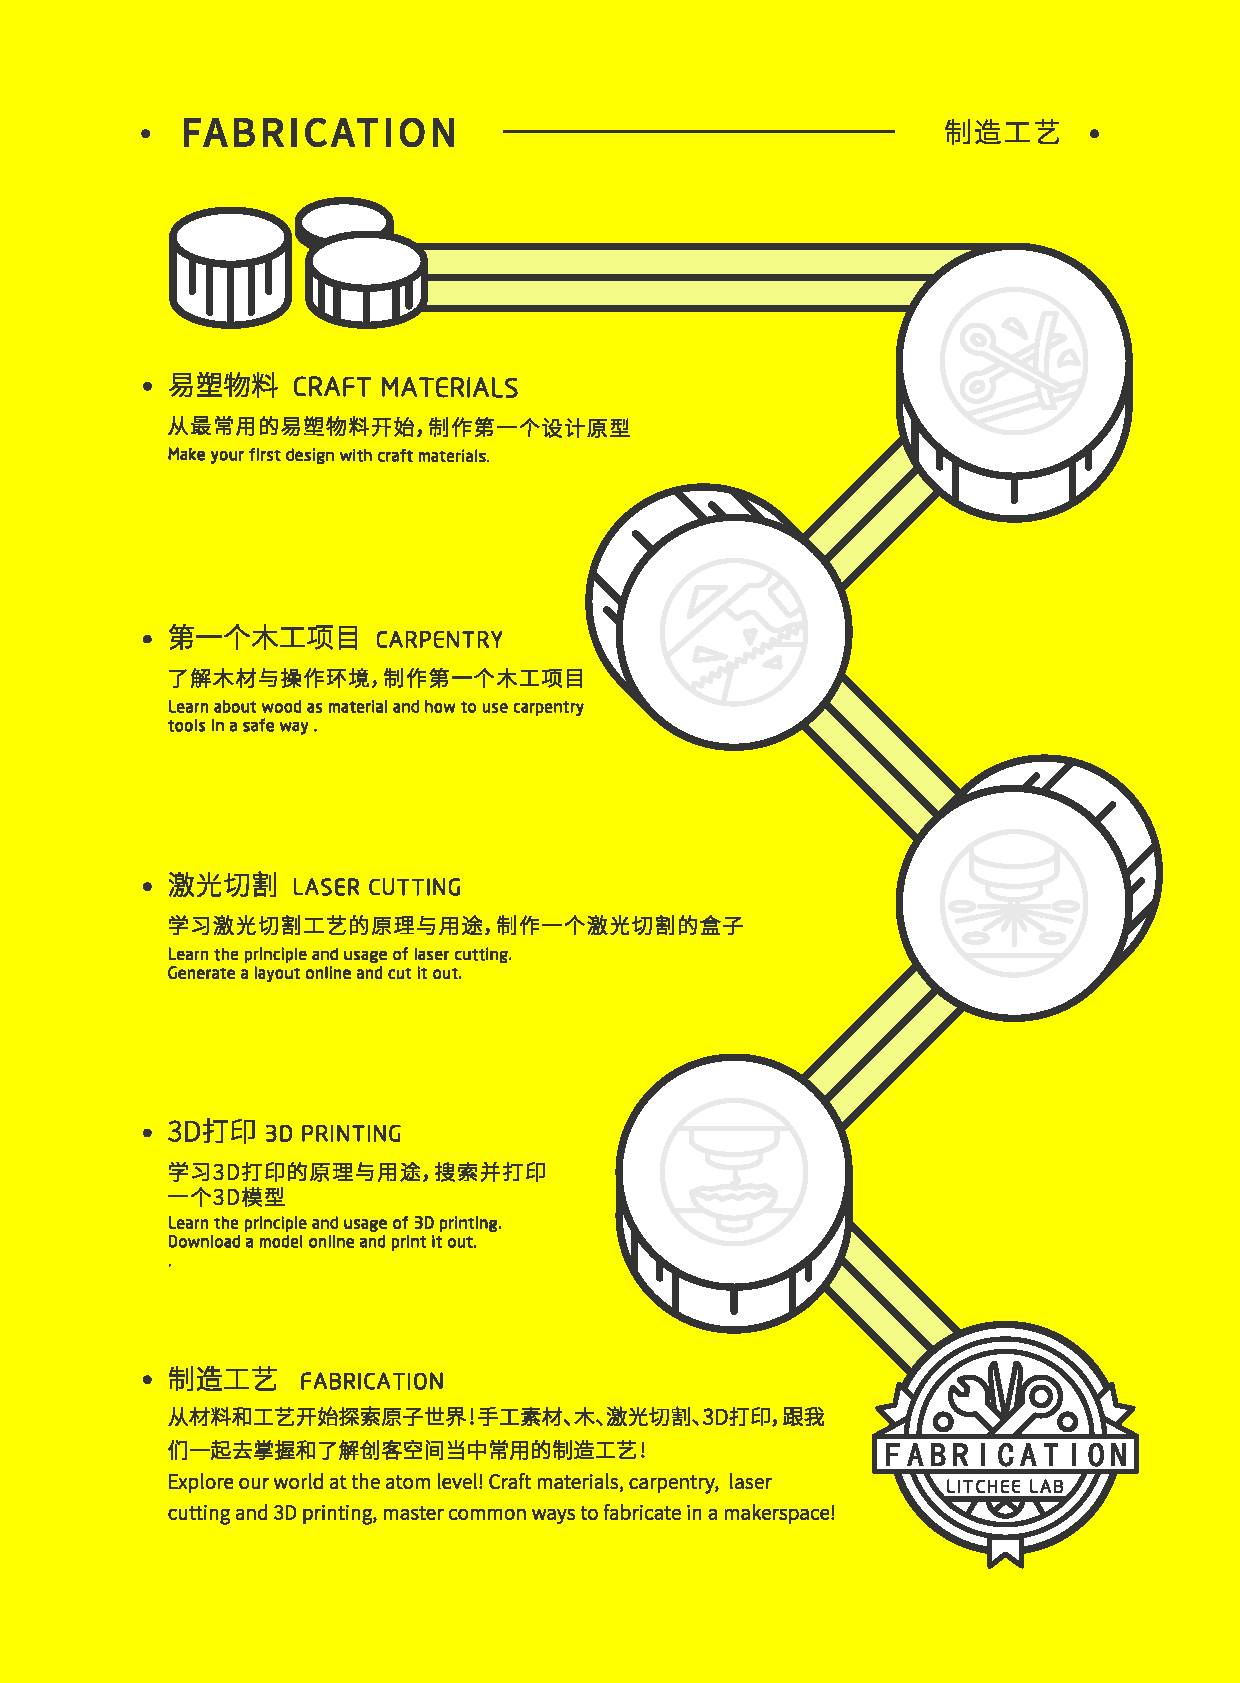 FABRICATION
制造工艺
易塑物料 CRAFT MATERIALS
从最常用的易塑物料开始，制作第一个设计原型
Make your first design with craft materials.
第一个木工项目 CARPENTRY
了解木材与操作环境，制作第一个木工项目
Learn about wood as material and how to use carpentry
tools in a safe way .
激光切割 LASER CUTTING
学习激光切割工艺的原理与用途，制作一个激光切割的盒子
Learn the principle and usage of laser cutting.
Generate a layout online and cut it out.
3D打印 3D PRINTING
学习3D打印的原理与用途，搜索并打印
一个3D模型
Learn the principle and usage of 3D printing.
Download a model online and print it out.
.
制造工艺 FABRICATION
从材料和工艺开始探索原子世界！手工素材、木、激光切割、3D打印，跟我
们一起去掌握和了解创客空间当中常用的制造工艺！
Explore our world at the atom level! Craft materials, carpentry, laser
cutting and 3D printing, master common ways to fabricate in a makerspace!
FABRICATION
LITCHEE LAB